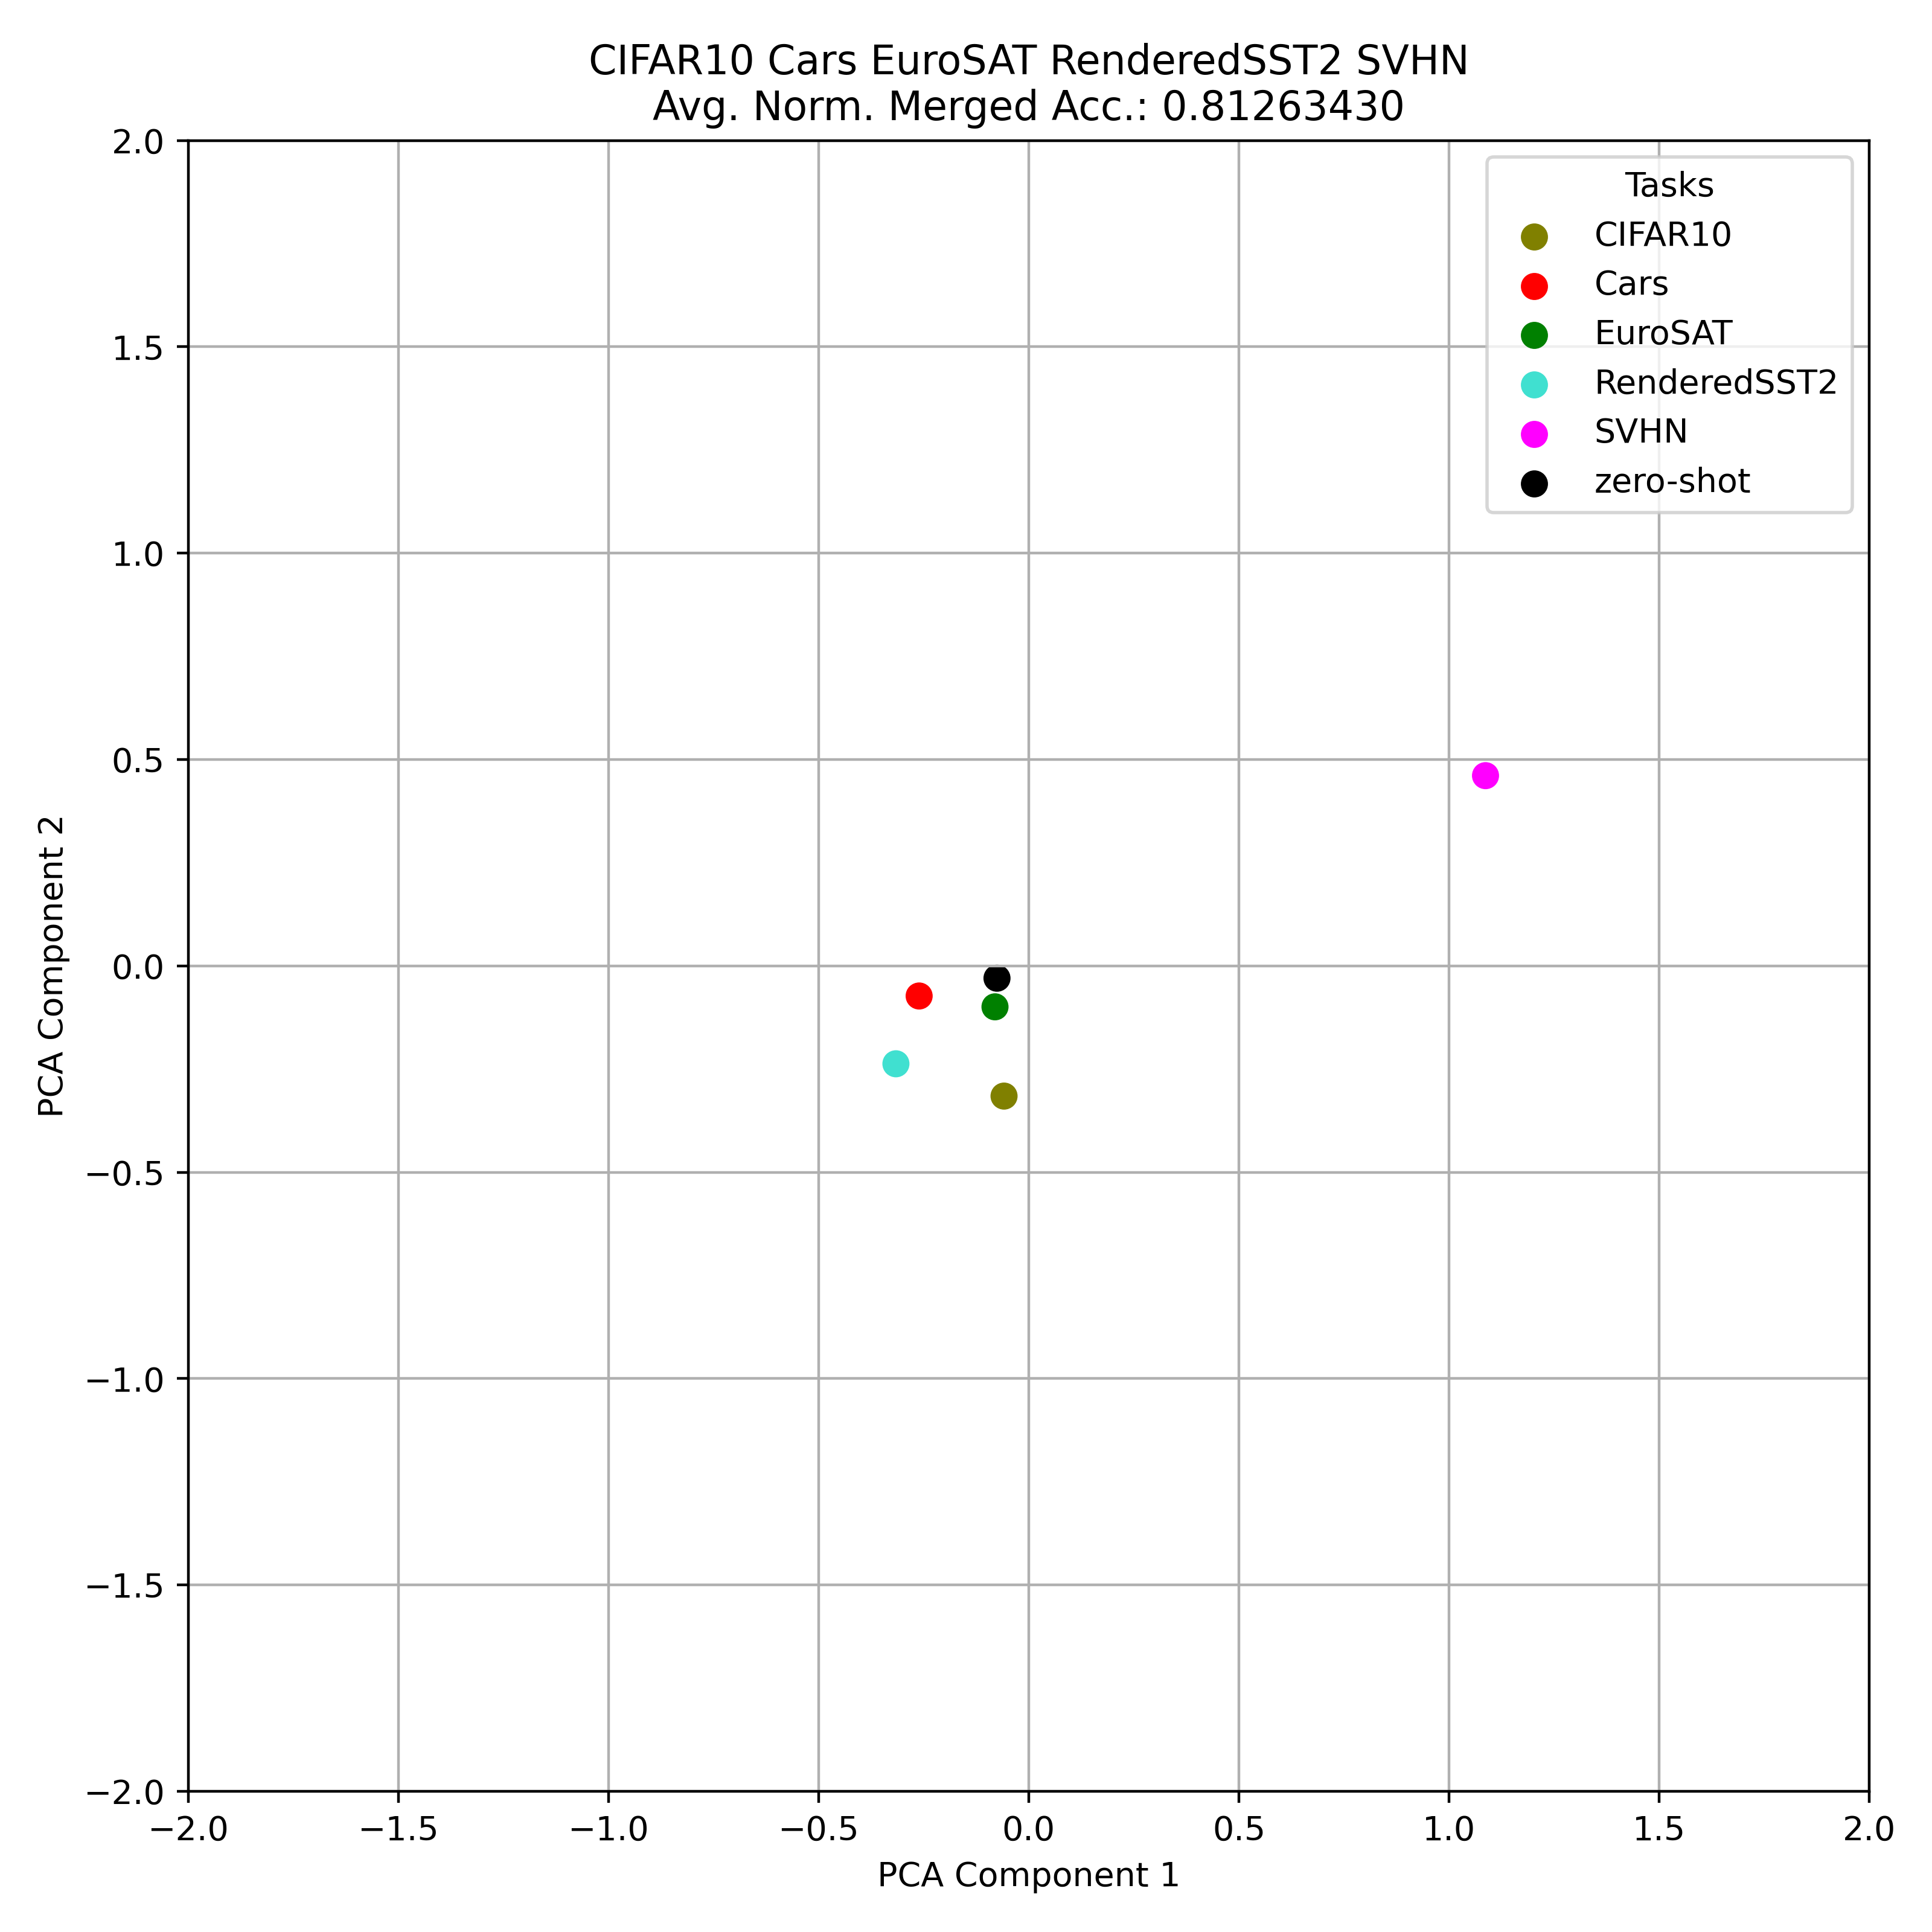 CIFAR10 Cars EuroSAT RenderedSST2 SVHN
Avg. Norm. Merged Acc.: 0.81263430
Tasks
CIFAR10
Cars
EuroSAT
RenderedSST2
SVHN
zero-shot
2.0
1.5
1.0
0.5
0.0
−0.5
−1.0
−1.5
−2.0
PCA Component 2
−2.0 −1.5 −1.0 −0.5 0.0 0.5 1.0 1.5 2.0
PCA Component 1